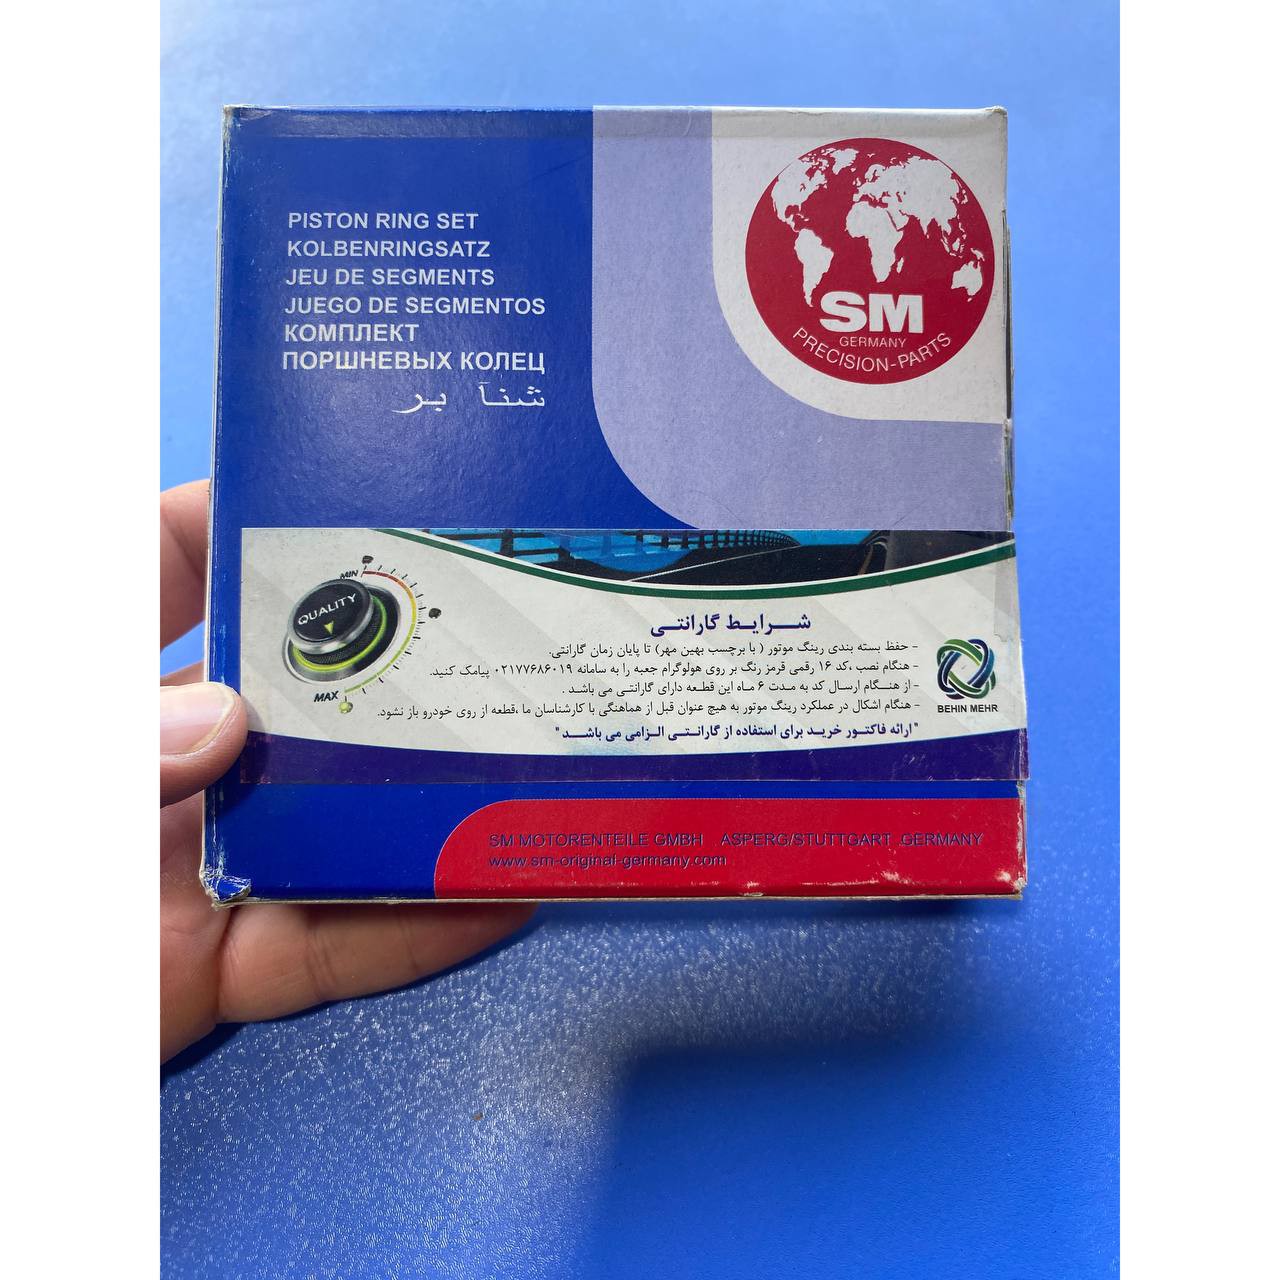 PISTON RING SET
KOLBENRINGSATZ
JEU DE SEGMENTS
JUEGO DE SEGMENTOS
КОМПЛЕКТ
ПОРШНЕВЫХ КОЛЕЦ
شنآ بر
SM
GERMANY
PRECISION-PARTS
MIN
QUALITY
MAX
شرایط گارانتی
- حفظ بسته بندی رینگ موتور ( با برچسب بهین مهر) تا پایان زمان گارانتی.
- هنگام نصب ،کد ۱۶ رقمی قرمز رنگ بر روی هولوگرام جعبه را به سامانه ۰۲۱۷۷۶۸۶۰۱۹ پیامک کنید.
- از هنگام ارسال کد به مدت ۶ ماه این قطعه دارای گارانتی می باشد .
- هنگام اشکال در عملکرد رینگ موتور به هیچ عنوان قبل از هماهنگی با کارشناسان ما ،قطعه از روی خودرو باز نشود.
"ارائه فاکتور خرید برای استفاده از گارانتی الزامی می باشد"
BEHIN MEHR
SM MOTORENTEILE GMBH ASPERG/STUTTGART .GERMANY
www.sm-original-germany.com